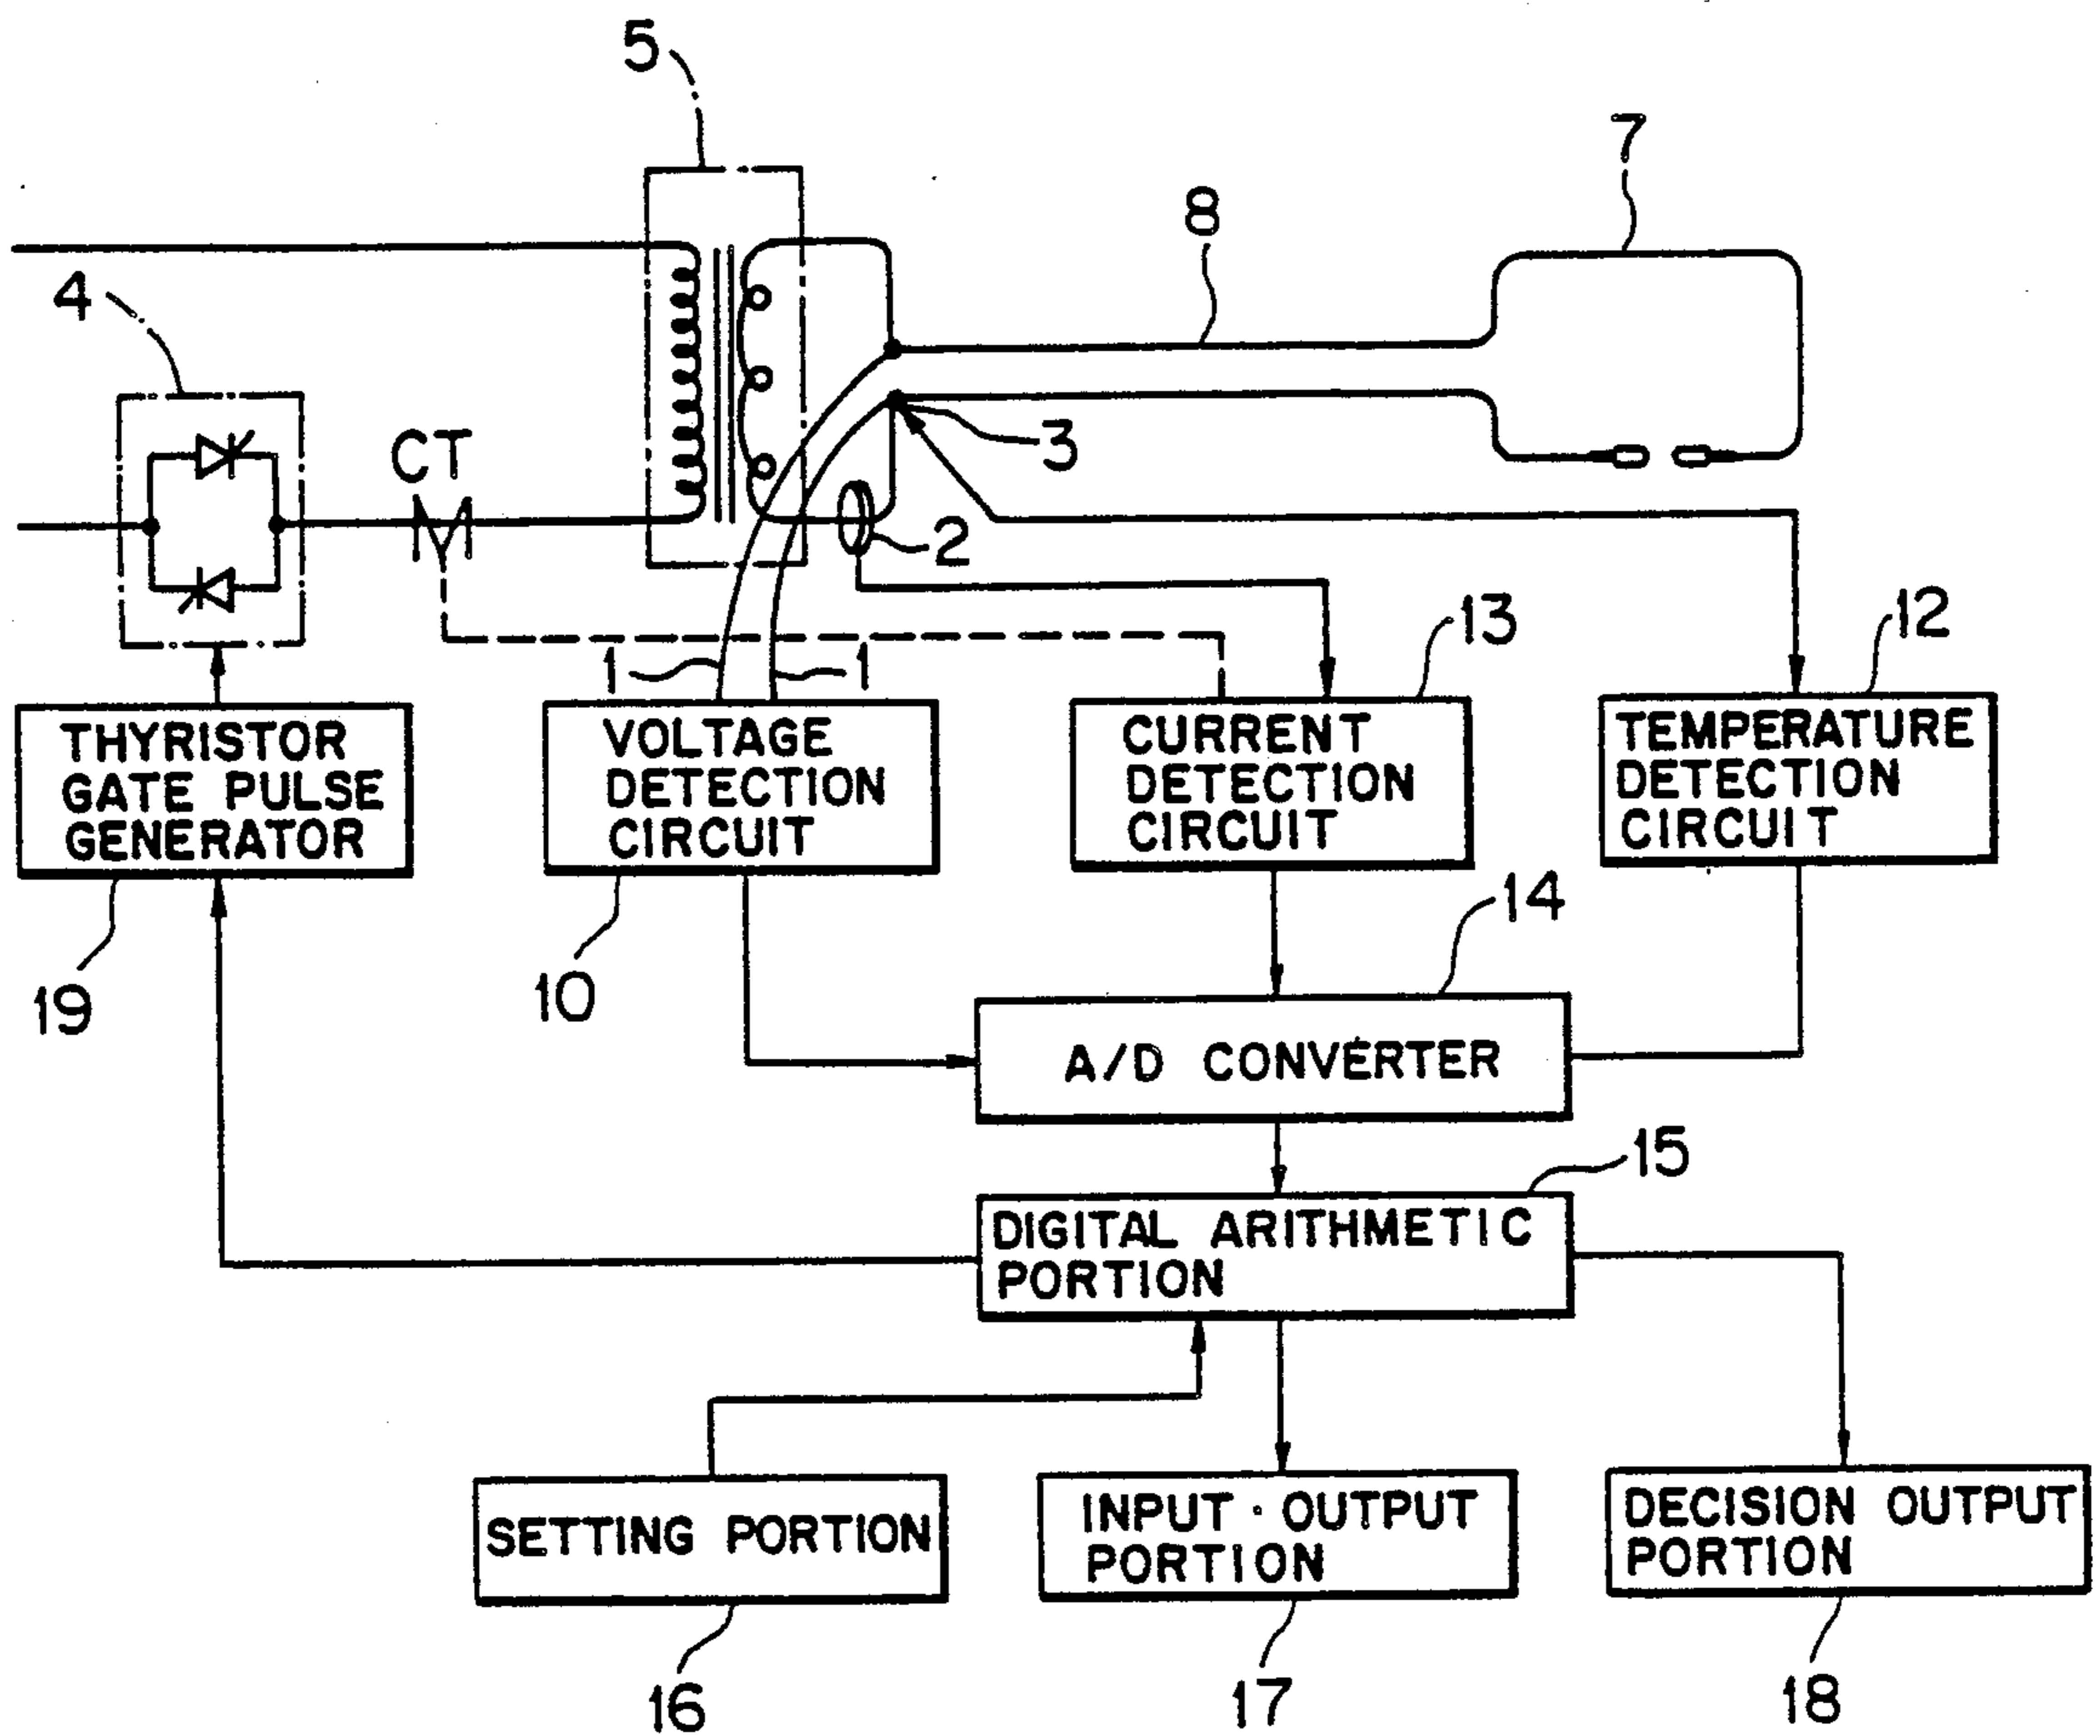 5
7
8
4
CT
3
2
13
12
1
1
THYRISTOR
GATE PULSE
GENERATOR
VOLTAGE
DETECTION
CIRCUIT
CURRENT
DETECTION
CIRCUIT
TEMPERATURE
DETECTION
CIRCUIT
14
19
10
A/D CONVERTER
15
DIGITAL ARITHMETIC
PORTION
SETTING PORTION
INPUT · OUTPUT
PORTION
DECISION OUTPUT
PORTION
16
17
18